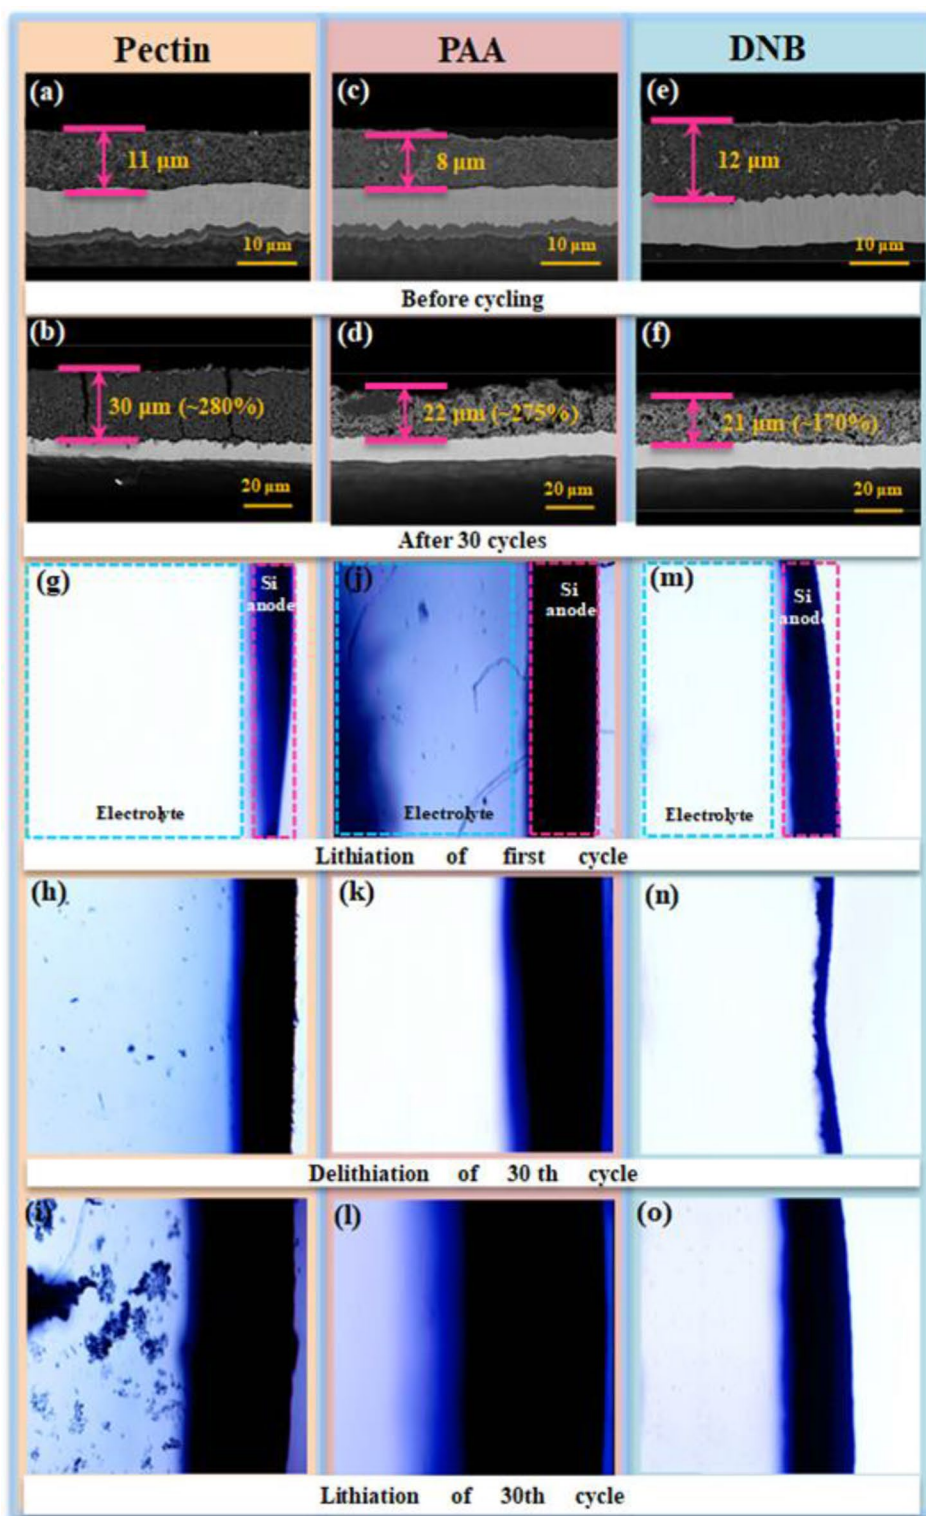 Pectin PAA DNB
(a) (c) (e)
11 μm 8 μm 12 μm
10 μm 10 μm 10 μm
Before cycling
(b) (d) (f)
30 μm (~280%) 22 μm (~275%) 21 μm (~170%)
20 μm 20 μm 20 μm
After 30 cycles
(g) (j) (m)
Si Si Si
anode anode anode
Electrolyte Electrolyte Electrolyte
Lithiation of first cycle
(h) (k) (n)
Delithiation of 30 th cycle
(i) (l) (o)
Lithiation of 30th cycle